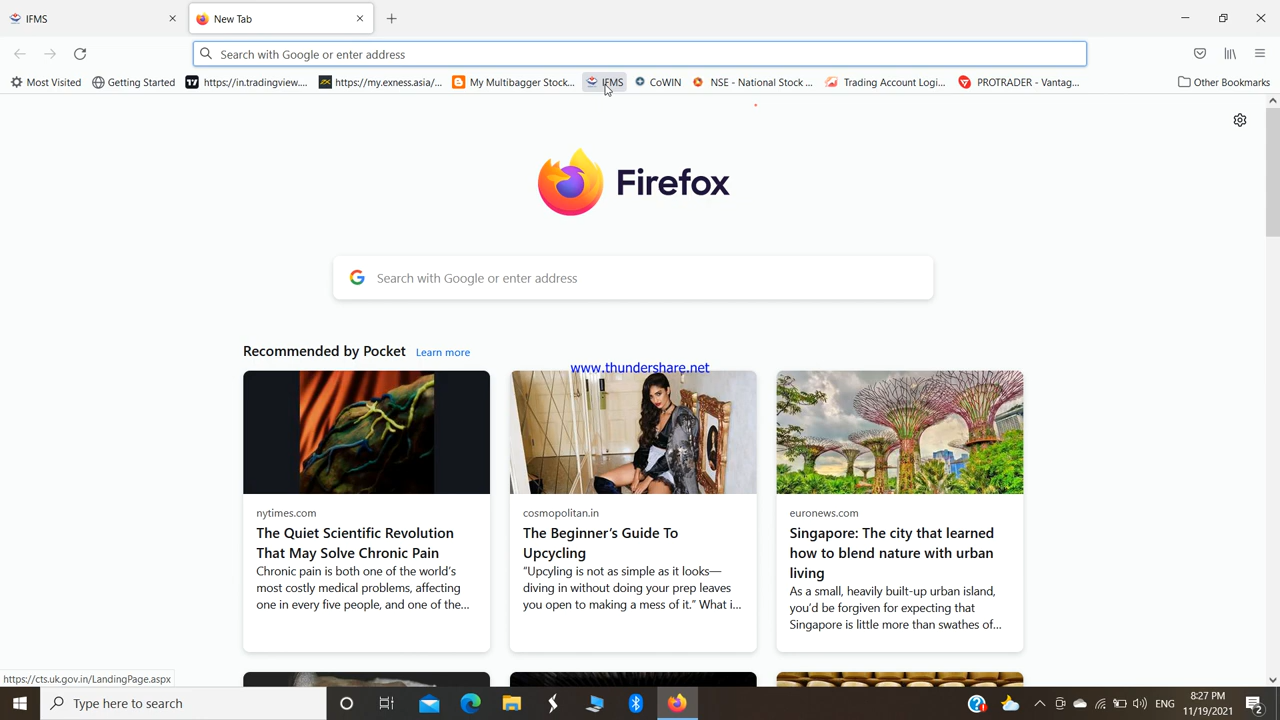 IFMS
New Tab
Search with Google or enter address
Most Visited
Getting Started
https://in.tradingview....
https://my.exness.asia/...
My Multibagger Stock...
IFMS
CoWIN
NSE - National Stock ...
Trading Account Logi...
PROTRADER - Vantag...
Other Bookmarks
Firefox
Search with Google or enter address
Recommended by Pocket Learn more
www.thundershare.net
nytimes.com
The Quiet Scientific Revolution
That May Solve Chronic Pain
Chronic pain is both one of the world's
most costly medical problems, affecting
one in every five people, and one of the...
cosmopolitan.in
The Beginner's Guide To
Upcycling
"Upcyling is not as simple as it looks—
diving in without doing your prep leaves
you open to making a mess of it." What i...
euronews.com
Singapore: The city that learned
how to blend nature with urban
living
As a small, heavily built-up urban island,
you'd be forgiven for expecting that
Singapore is little more than swathes of...
https://cts.uk.gov.in/LandingPage.aspx
Type here to search
ENG
8:27 PM
11/19/2021
2